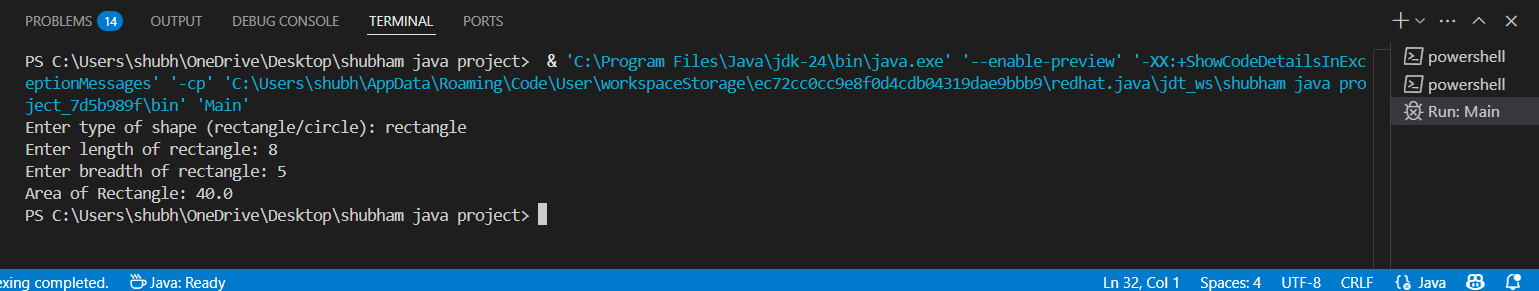 PROBLEMS 14 OUTPUT DEBUG CONSOLE TERMINAL PORTS
PS C:\Users\shubh\OneDrive\Desktop\shubham java project>  & 'C:\Program Files\Java\jdk-24\bin\java.exe' '--enable-preview' '-XX:+ShowCodeDetailsInExc
eptionMessages' '-cp' 'C:\Users\shubh\AppData\Roaming\Code\User\workspaceStorage\ec72cc0cc9e8f0d4cdb04319dae9bbb9\redhat.java\jdt_ws\shubham java pro
ject_7d5b989f\bin' 'Main'
Enter type of shape (rectangle/circle): rectangle
Enter length of rectangle: 8
Enter breadth of rectangle: 5
Area of Rectangle: 40.0
PS C:\Users\shubh\OneDrive\Desktop\shubham java project>
powershell
powershell
Run: Main
exing completed. Java: Ready Ln 32, Col 1 Spaces: 4 UTF-8 CRLF Java